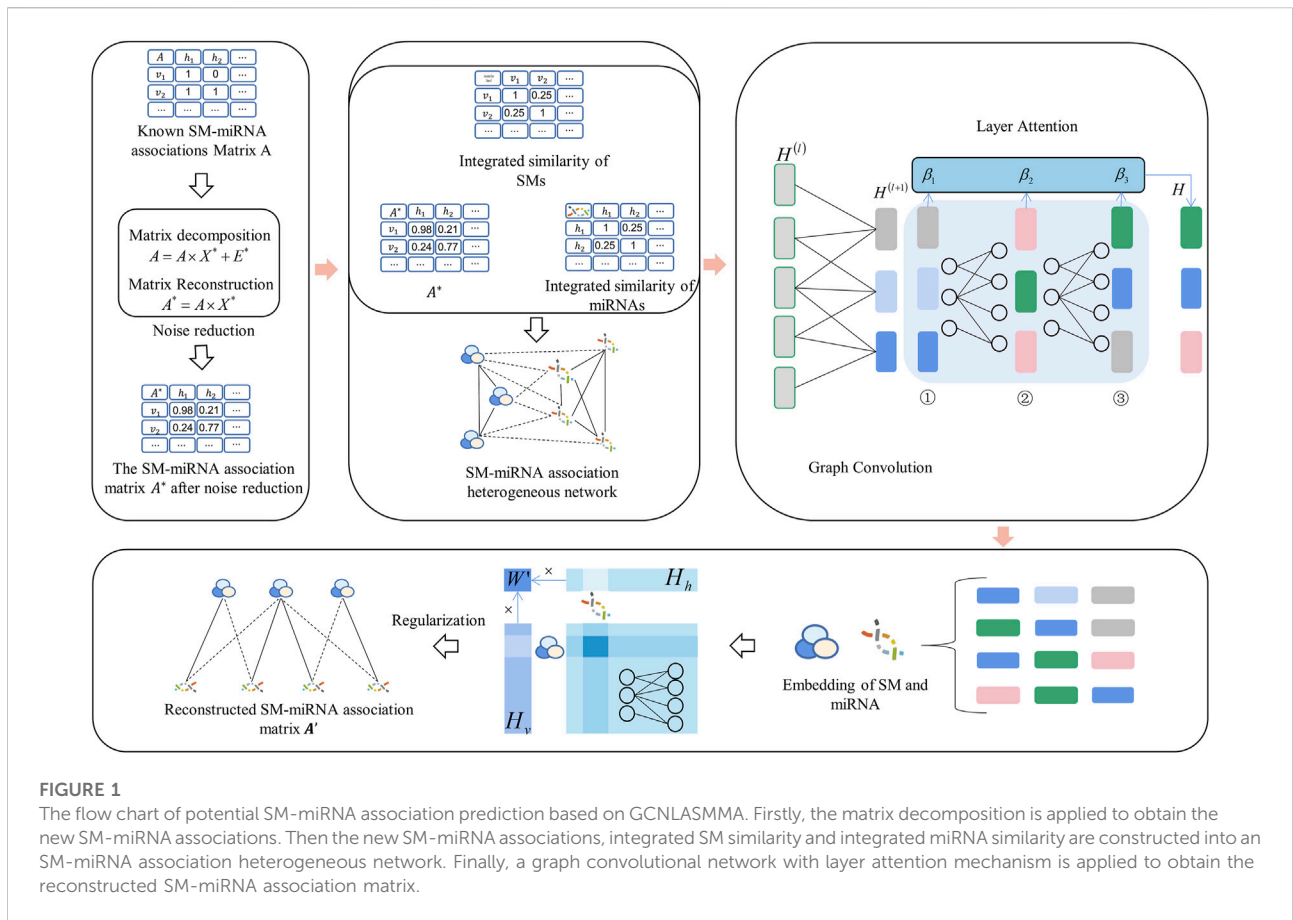 A h₁ h₂ ...
v₁ 1 0 ...
v₂ 1 1 ...
... ... ... ...
Known SM-miRNA
associations Matrix A
Matrix decomposition
A = A × X* + E*
Matrix Reconstruction
A* = A × X*
Noise reduction
A* h₁ h₂ ...
v₁ 0.98 0.21 ...
v₂ 0.24 0.77 ...
... ... ... ...
The SM-miRNA association
matrix A* after noise reduction
v₁ v₂ ...
v₁ 1 0.25 ...
v₂ 0.25 1 ...
... ... ... ...
Integrated similarity of
SMs
A* h₁ h₂ ...
v₁ 0.98 0.21 ...
v₂ 0.24 0.77 ...
... ... ... ...
A*
h₁ h₂ ...
h₁ 1 0.25 ...
h₂ 0.25 1 ...
... ... ... ...
Integrated similarity of
miRNAs
SM-miRNA association
heterogeneous network
Layer Attention
H⁽ˡ⁾
H⁽ˡ⁺¹⁾
β₁ β₂ β₃
H
① ② ③
Graph Convolution
Reconstructed SM-miRNA association
matrix A'
Regularization
W' × H_h
×
H_v
Embedding of SM and
miRNA
FIGURE 1
The flow chart of potential SM-miRNA association prediction based on GCNLASMMA. Firstly, the matrix decomposition is applied to obtain the
new SM-miRNA associations. Then the new SM-miRNA associations, integrated SM similarity and integrated miRNA similarity are constructed into an
SM-miRNA association heterogeneous network. Finally, a graph convolutional network with layer attention mechanism is applied to obtain the
reconstructed SM-miRNA association matrix.